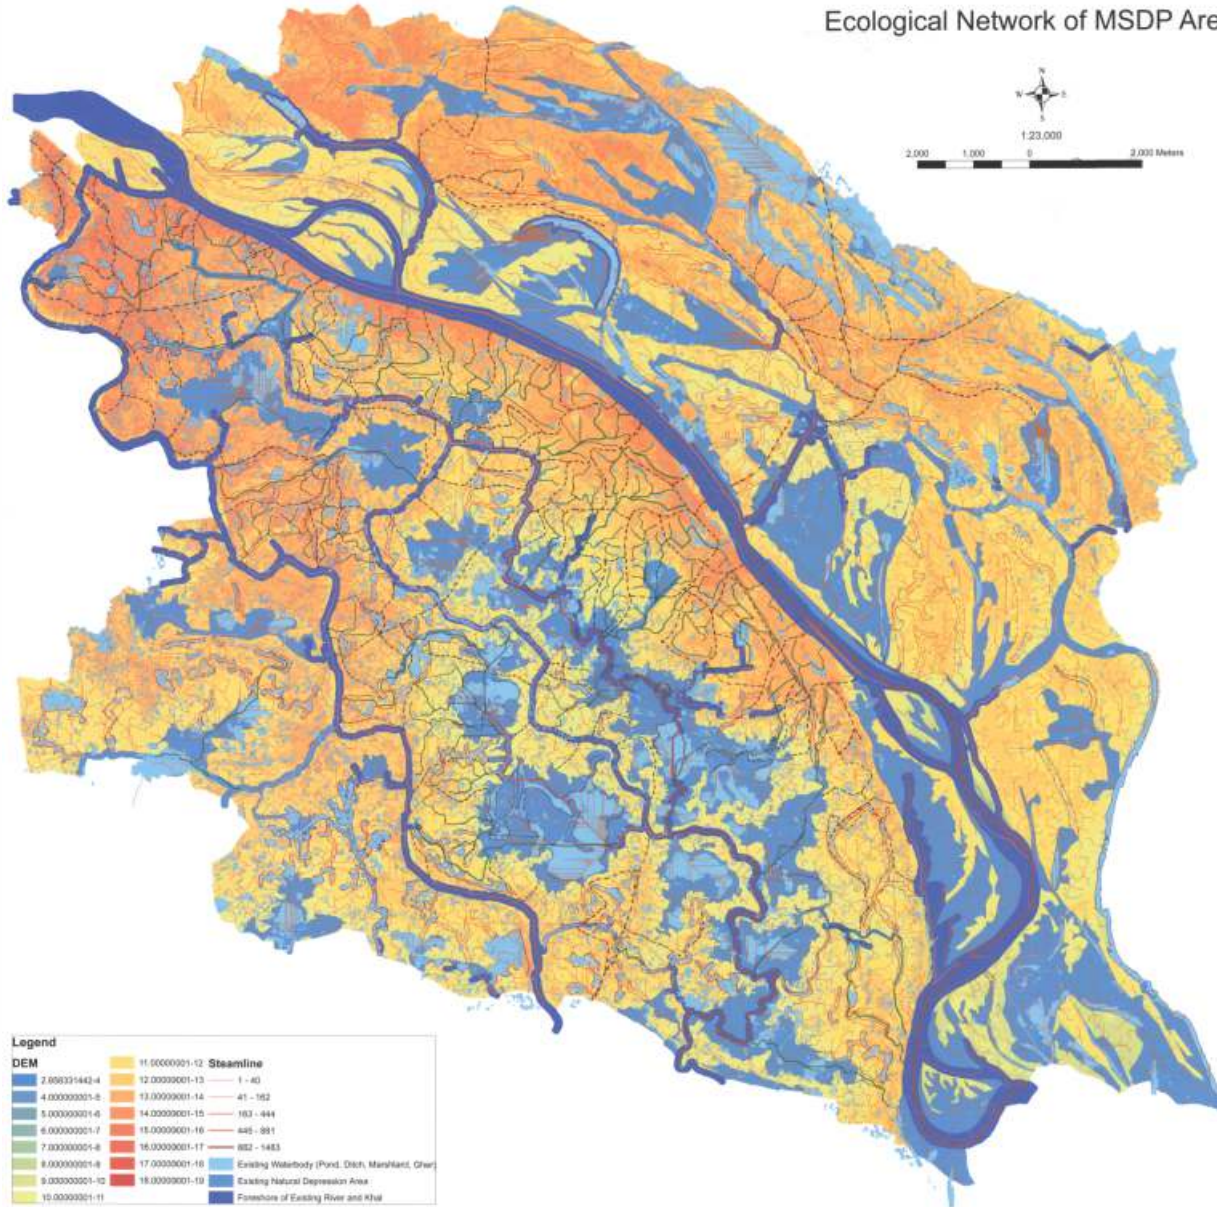 Ecological Network of MSDP Are
N
W E
S
1:23,000
2,000 1,000 0 2,000 Meters
Legend
DEM
2.656331442-4
4.000000001-5
5.000000001-6
6.000000001-7
7.000000001-8
8.000000001-9
9.000000001-10
10.00000001-11
11.00000001-12
12.00000001-13
13.00000001-14
14.00000001-15
15.00000001-16
16.00000001-17
17.00000001-18
18.00000001-19
Steamline
1 - 40
41 - 162
163 - 444
445 - 881
882 - 1483
Existing Waterbody (Pond, Ditch, Marshland, Gher)
Existing Natural Depression Area
Foreshore of Existing River and Khal